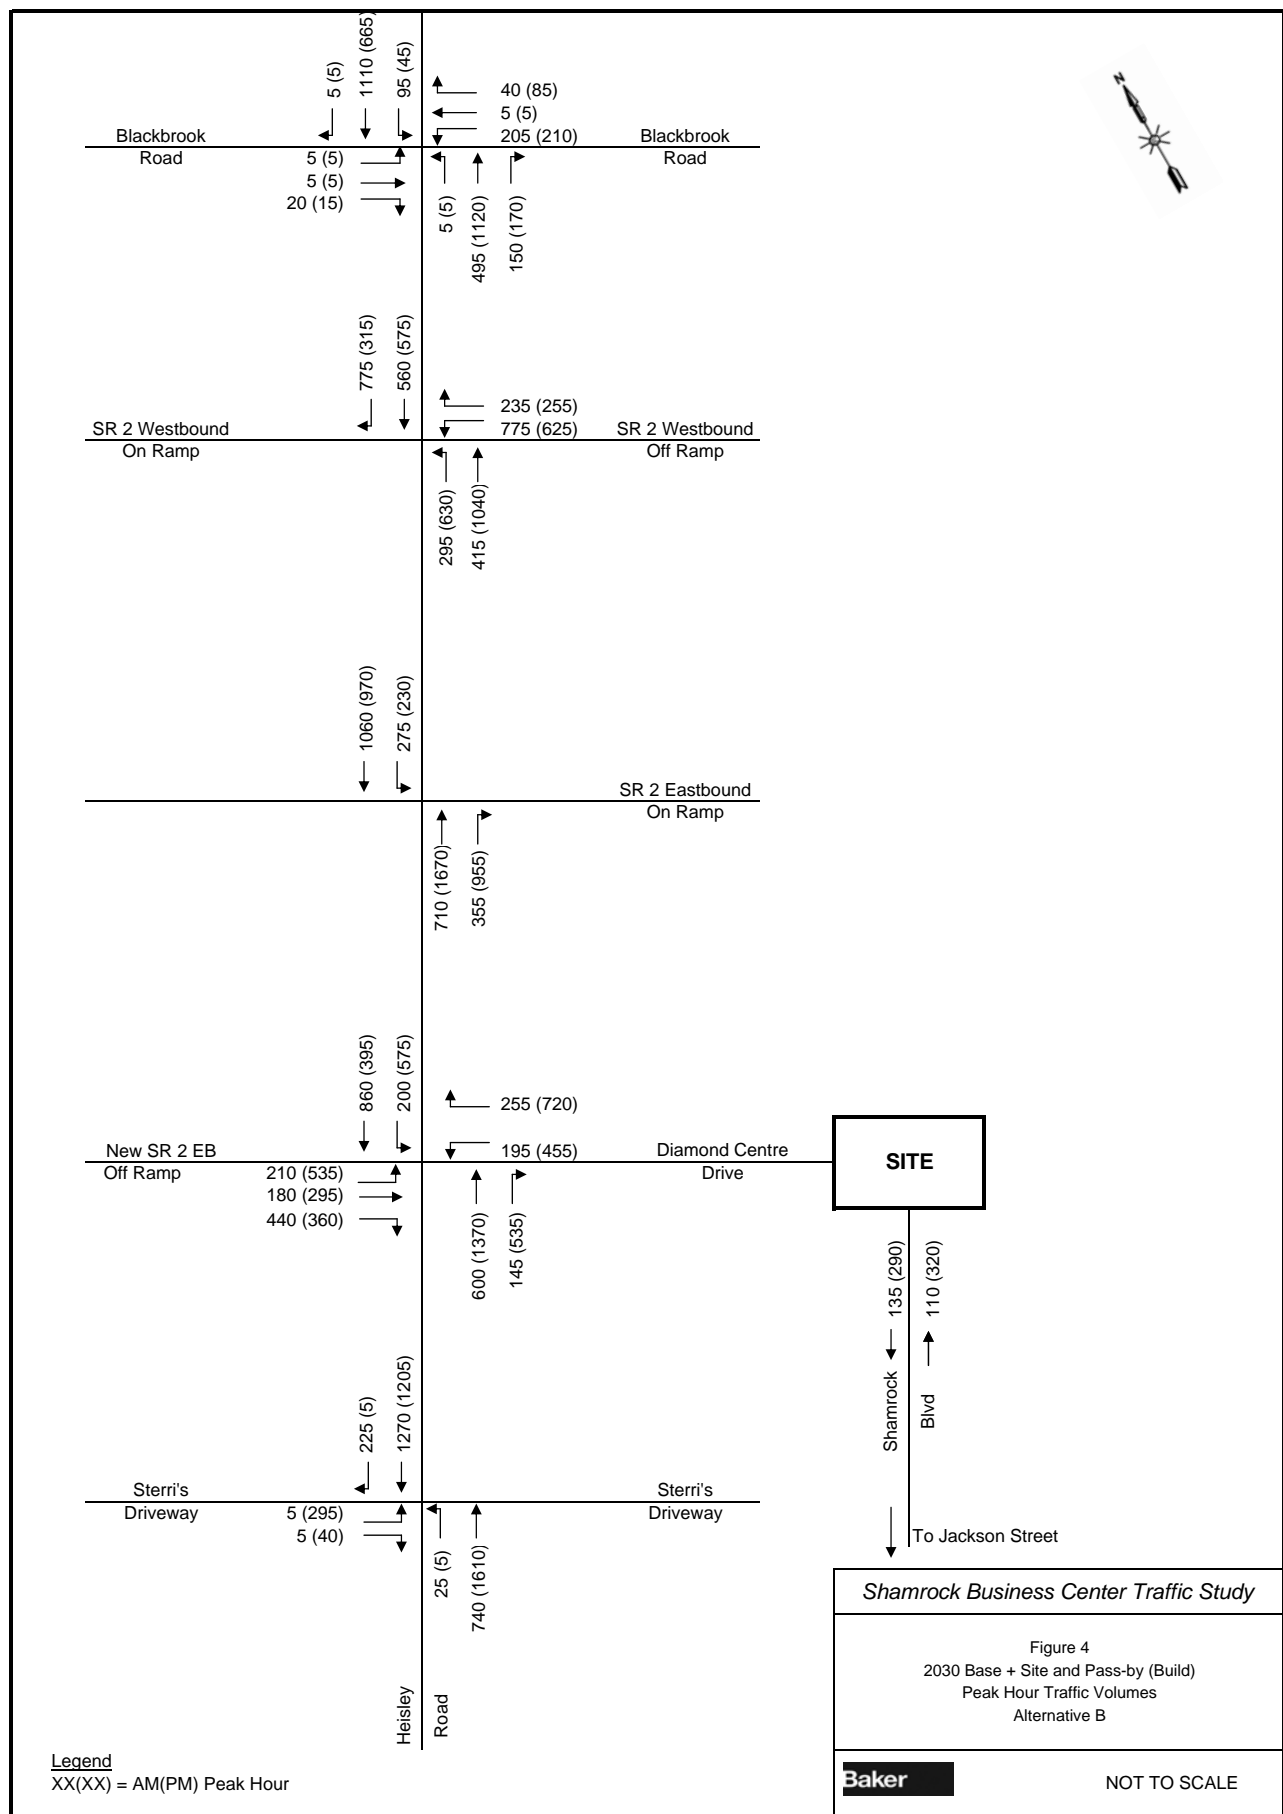 5 (5)
1110 (665)
95 (45)
40 (85)
5 (5)
205 (210)
Blackbrook
Road
Blackbrook
Road
5 (5)
5 (5)
20 (15)
5 (5)
495 (1120)
150 (170)
N
775 (315)
560 (575)
235 (255)
775 (625)
SR 2 Westbound
On Ramp
SR 2 Westbound
Off Ramp
295 (630)
415 (1040)
1060 (970)
275 (230)
SR 2 Eastbound
On Ramp
710 (1670)
355 (955)
860 (395)
200 (575)
255 (720)
195 (455)
New SR 2 EB
Off Ramp
Diamond Centre
Drive
SITE
210 (535)
180 (295)
440 (360)
600 (1370)
145 (535)
135 (290)
110 (320)
Shamrock
Blvd
To Jackson Street
225 (5)
1270 (1205)
Sterri's
Driveway
Sterri's
Driveway
5 (295)
5 (40)
25 (5)
740 (1610)
Heisley
Road
Legend
XX(XX) = AM(PM) Peak Hour
Shamrock Business Center Traffic Study
Figure 4
2030 Base + Site and Pass-by (Build)
Peak Hour Traffic Volumes
Alternative B
Baker
NOT TO SCALE